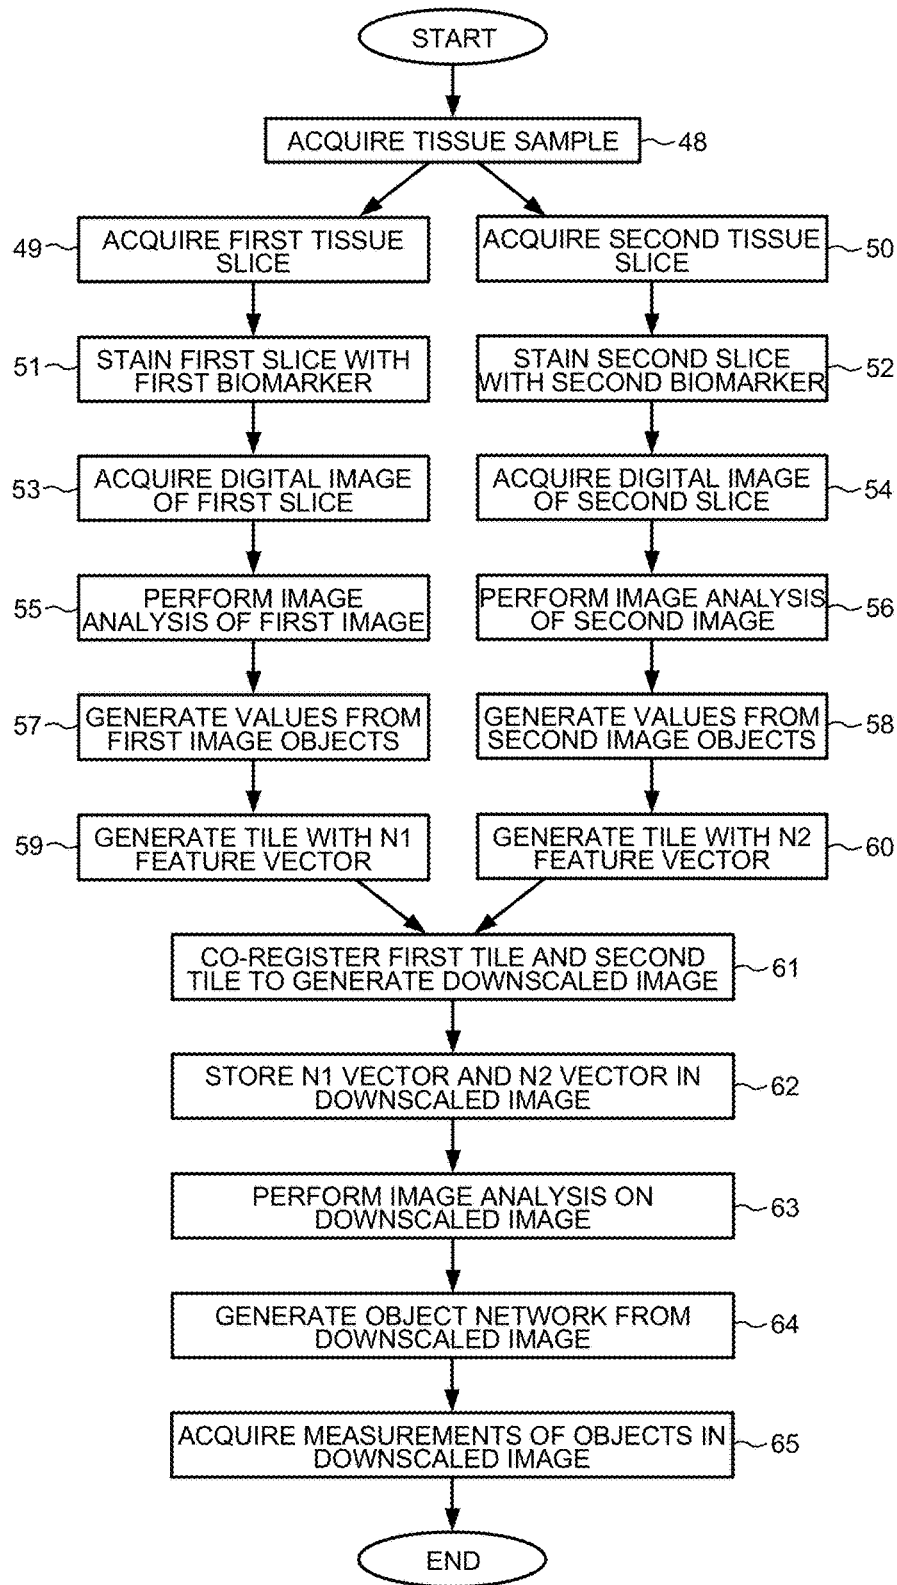 START
ACQUIRE TISSUE SAMPLE
48
49
ACQUIRE FIRST TISSUE
SLICE
ACQUIRE SECOND TISSUE
SLICE
50
51
STAIN FIRST SLICE WITH
FIRST BIOMARKER
STAIN SECOND SLICE
WITH SECOND BIOMARKER
52
53
ACQUIRE DIGITAL IMAGE
OF FIRST SLICE
ACQUIRE DIGITAL IMAGE
OF SECOND SLICE
54
55
PERFORM IMAGE
ANALYSIS OF FIRST IMAGE
PERFORM IMAGE ANALYSIS
OF SECOND IMAGE
56
57
GENERATE VALUES FROM
FIRST IMAGE OBJECTS
GENERATE VALUES FROM
SECOND IMAGE OBJECTS
58
59
GENERATE TILE WITH N1
FEATURE VECTOR
GENERATE TILE WITH N2
FEATURE VECTOR
60
CO-REGISTER FIRST TILE AND SECOND
TILE TO GENERATE DOWNSCALED IMAGE
61
STORE N1 VECTOR AND N2 VECTOR IN
DOWNSCALED IMAGE
62
PERFORM IMAGE ANALYSIS ON
DOWNSCALED IMAGE
63
GENERATE OBJECT NETWORK FROM
DOWNSCALED IMAGE
64
ACQUIRE MEASUREMENTS OF OBJECTS IN
DOWNSCALED IMAGE
65
END